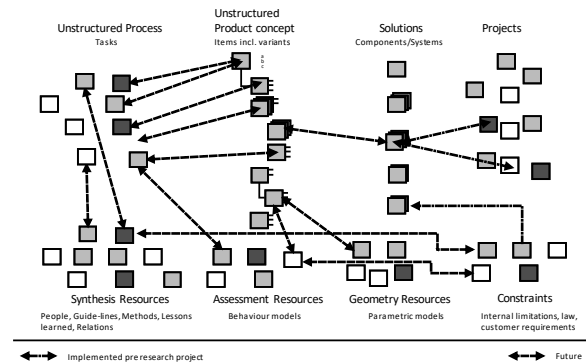 Unstructured Process
Tasks
Unstructured
Product concept
Items incl. variants
a
b
c
Solutions
Components/Systems
Projects
Synthesis Resources
People, Guide-lines, Methods, Lessons
learned, Relations
Assessment Resources
Behaviour models
Geometry Resources
Parametric models
Constraints
Internal limitations, law,
customer requirements
Implemented pre research project
Future